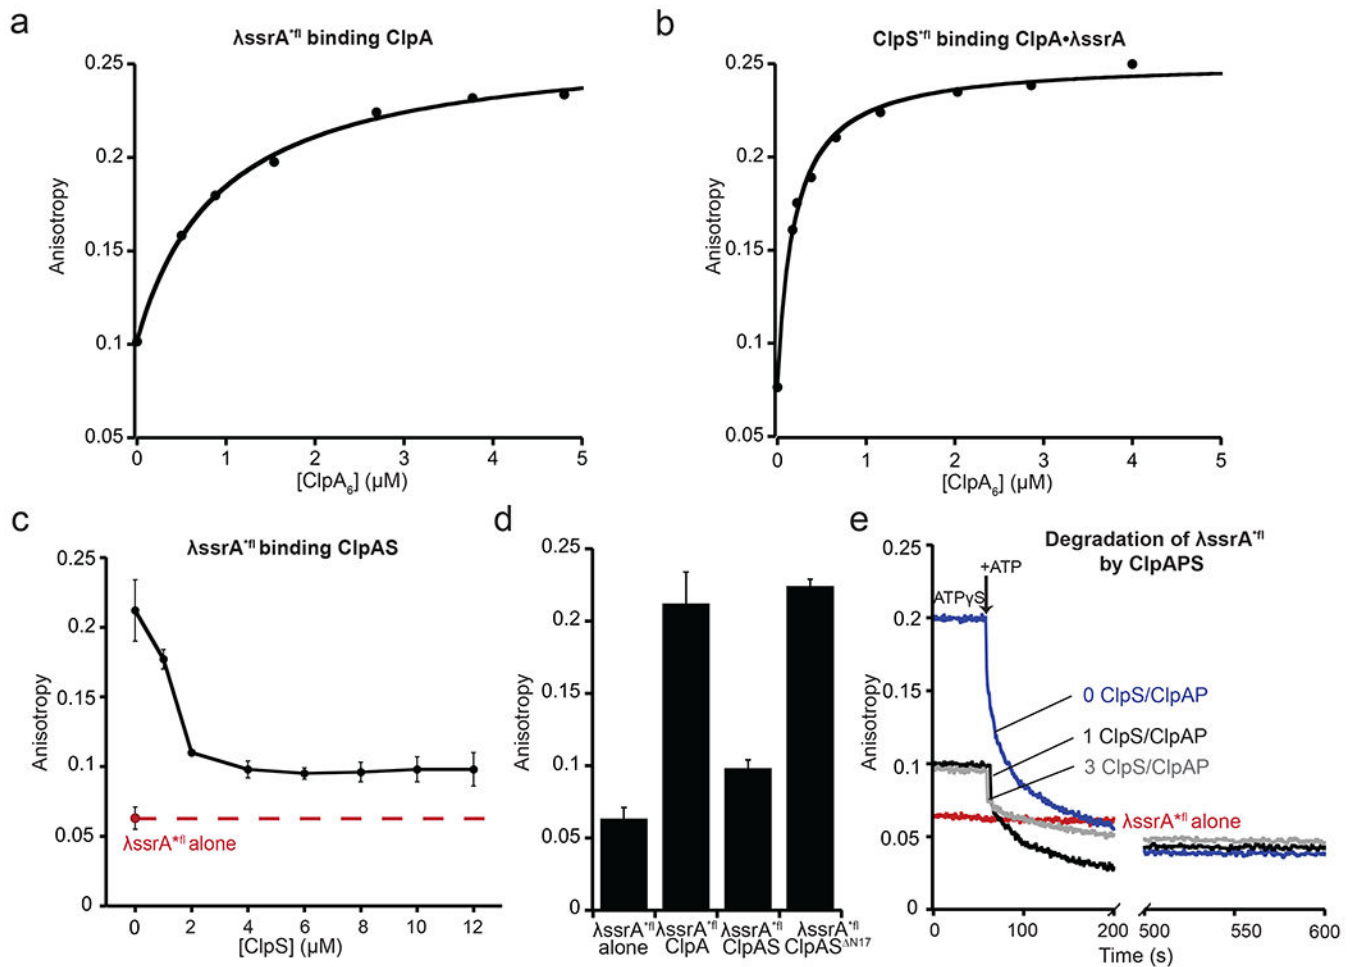 a
λssrA*fl binding ClpA
0.25
0.2
0.15
0.1
0.05
Anisotropy
0 1 2 3 4 5
[ClpA6] (μM)
b
ClpS*fl binding ClpA•λssrA
0.25
0.2
0.15
0.1
0.05
Anisotropy
0 1 2 3 4 5
[ClpA6] (μM)
c
λssrA*fl binding ClpAS
0.25
0.2
0.15
0.1
0.05
0
Anisotropy
λssrA*fl alone
0 2 4 6 8 10 12
[ClpS] (μM)
d
0.25
0.2
0.15
0.1
0.05
0
Anisotropy
λssrA*fl λssrA*fl λssrA*fl λssrA*fl
alone ClpA ClpAS ClpASΔN17
e
Degradation of λssrA*fl
by ClpAPS
0.25
0.2
0.15
0.1
0.05
0
Anisotropy
+ATP
ATPγS
0 ClpS/ClpAP
1 ClpS/ClpAP
3 ClpS/ClpAP
λssrA*fl alone
0 100 200 500 550 600
Time (s)